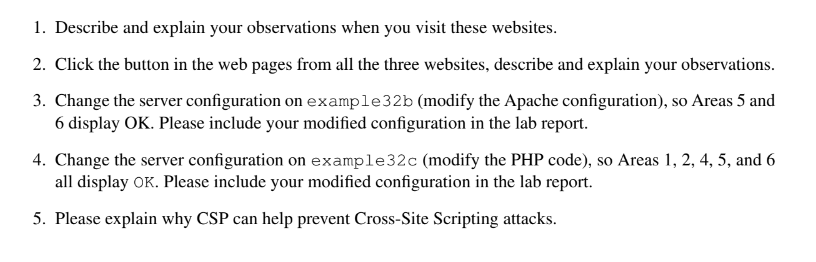 1. Describe and explain your observations when you visit these websites.
2. Click the button in the web pages from all the three websites, describe and explain your observations.
3. Change the server configuration on example32b (modify the Apache configuration), so Areas 5 and
6 display OK. Please include your modified configuration in the lab report.
4. Change the server configuration on example32c (modify the PHP code), so Areas 1, 2, 4, 5, and 6
all display OK. Please include your modified configuration in the lab report.
5. Please explain why CSP can help prevent Cross-Site Scripting attacks.